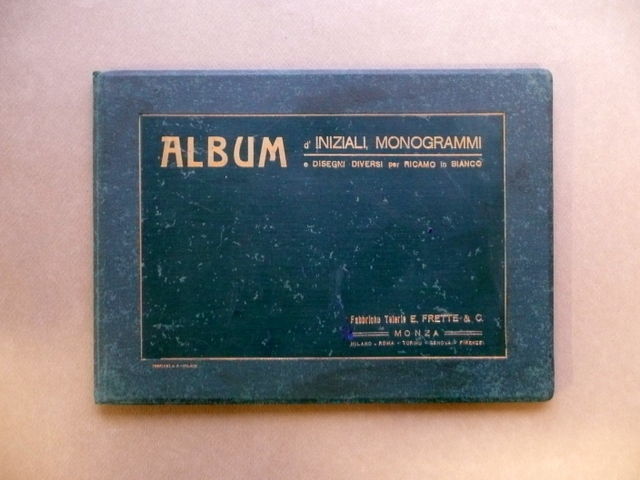 ALBUM
d' INIZIALI, MONOGRAMMI
e DISEGNI DIVERSI per RICAMO in BIANCO
Fabbriche Telerie E. FRETTE & C.
MONZA
MILANO - ROMA - TORINO - GENOVA - FIRENZE